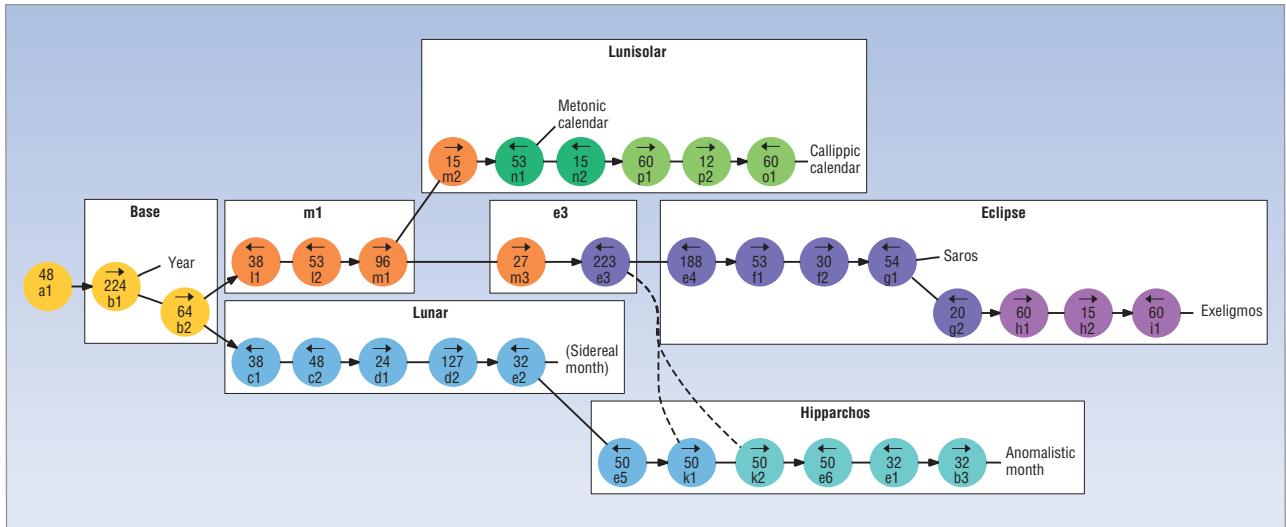 Lunisolar
Metonic
calendar
→
15
m2
←
53
n1
←
15
n2
→
60
p1
→
12
p2
←
60
o1
Callippic
calendar
Base
m1
e3
Eclipse
48
a1
→
224
b1
Year
→
64
b2
←
38
l1
←
53
l2
→
96
m1
→
27
m3
←
223
e3
←
188
e4
→
53
f1
→
30
f2
←
54
g1
Saros
←
20
g2
→
60
h1
→
15
h2
←
60
i1
Exeligmos
Lunar
←
38
c1
←
48
c2
→
24
d1
→
127
d2
←
32
e2
(Sidereal
month)
Hipparchos
←
50
e5
→
50
k1
→
50
k2
←
50
e6
←
32
e1
→
32
b3
Anomalistic
month